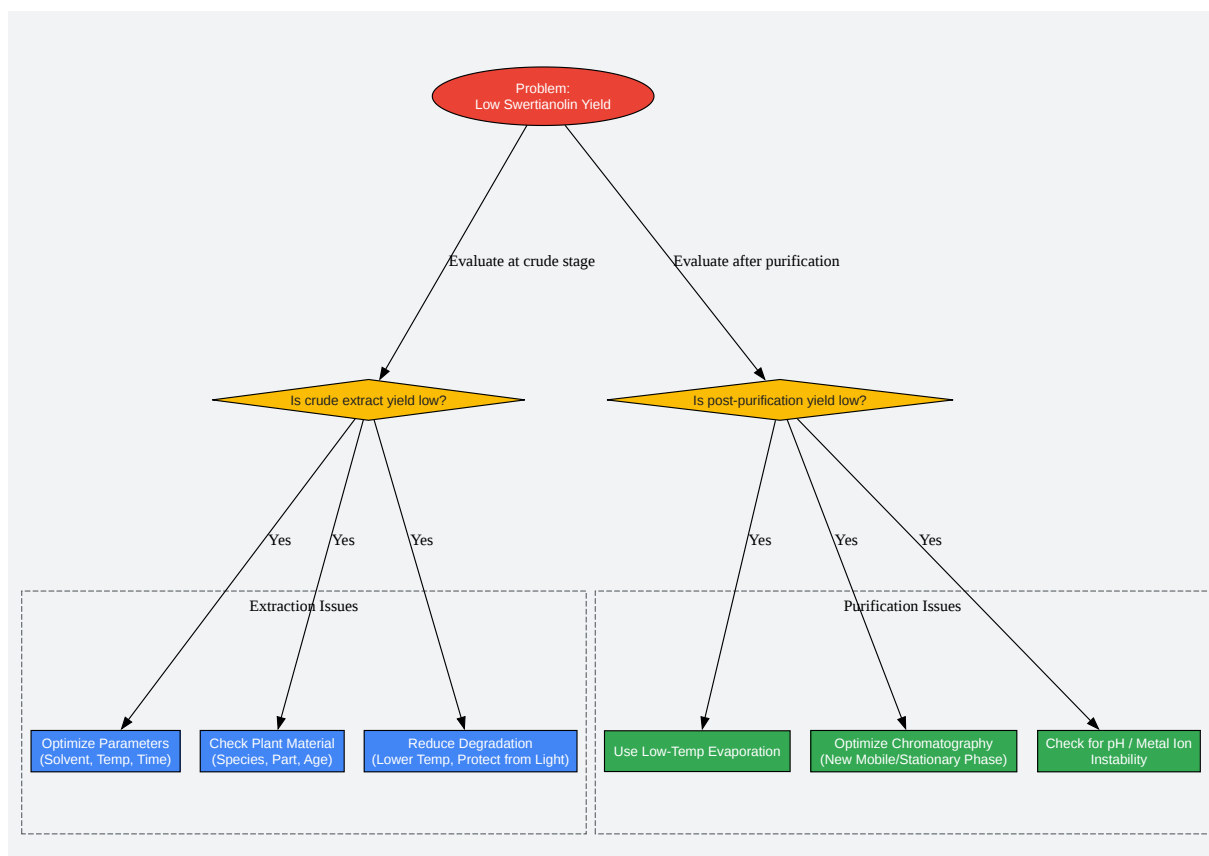 Problem:
Low Swertianolin Yield
Evaluate at crude stage
Evaluate after purification
Is crude extract yield low?
Is post-purification yield low?
Yes
Yes
Yes
Yes
Yes
Yes
Extraction Issues
Purification Issues
Optimize Parameters
(Solvent, Temp, Time)
Check Plant Material
(Species, Part, Age)
Reduce Degradation
(Lower Temp, Protect from Light)
Use Low-Temp Evaporation
Optimize Chromatography
(New Mobile/Stationary Phase)
Check for pH / Metal Ion
Instability